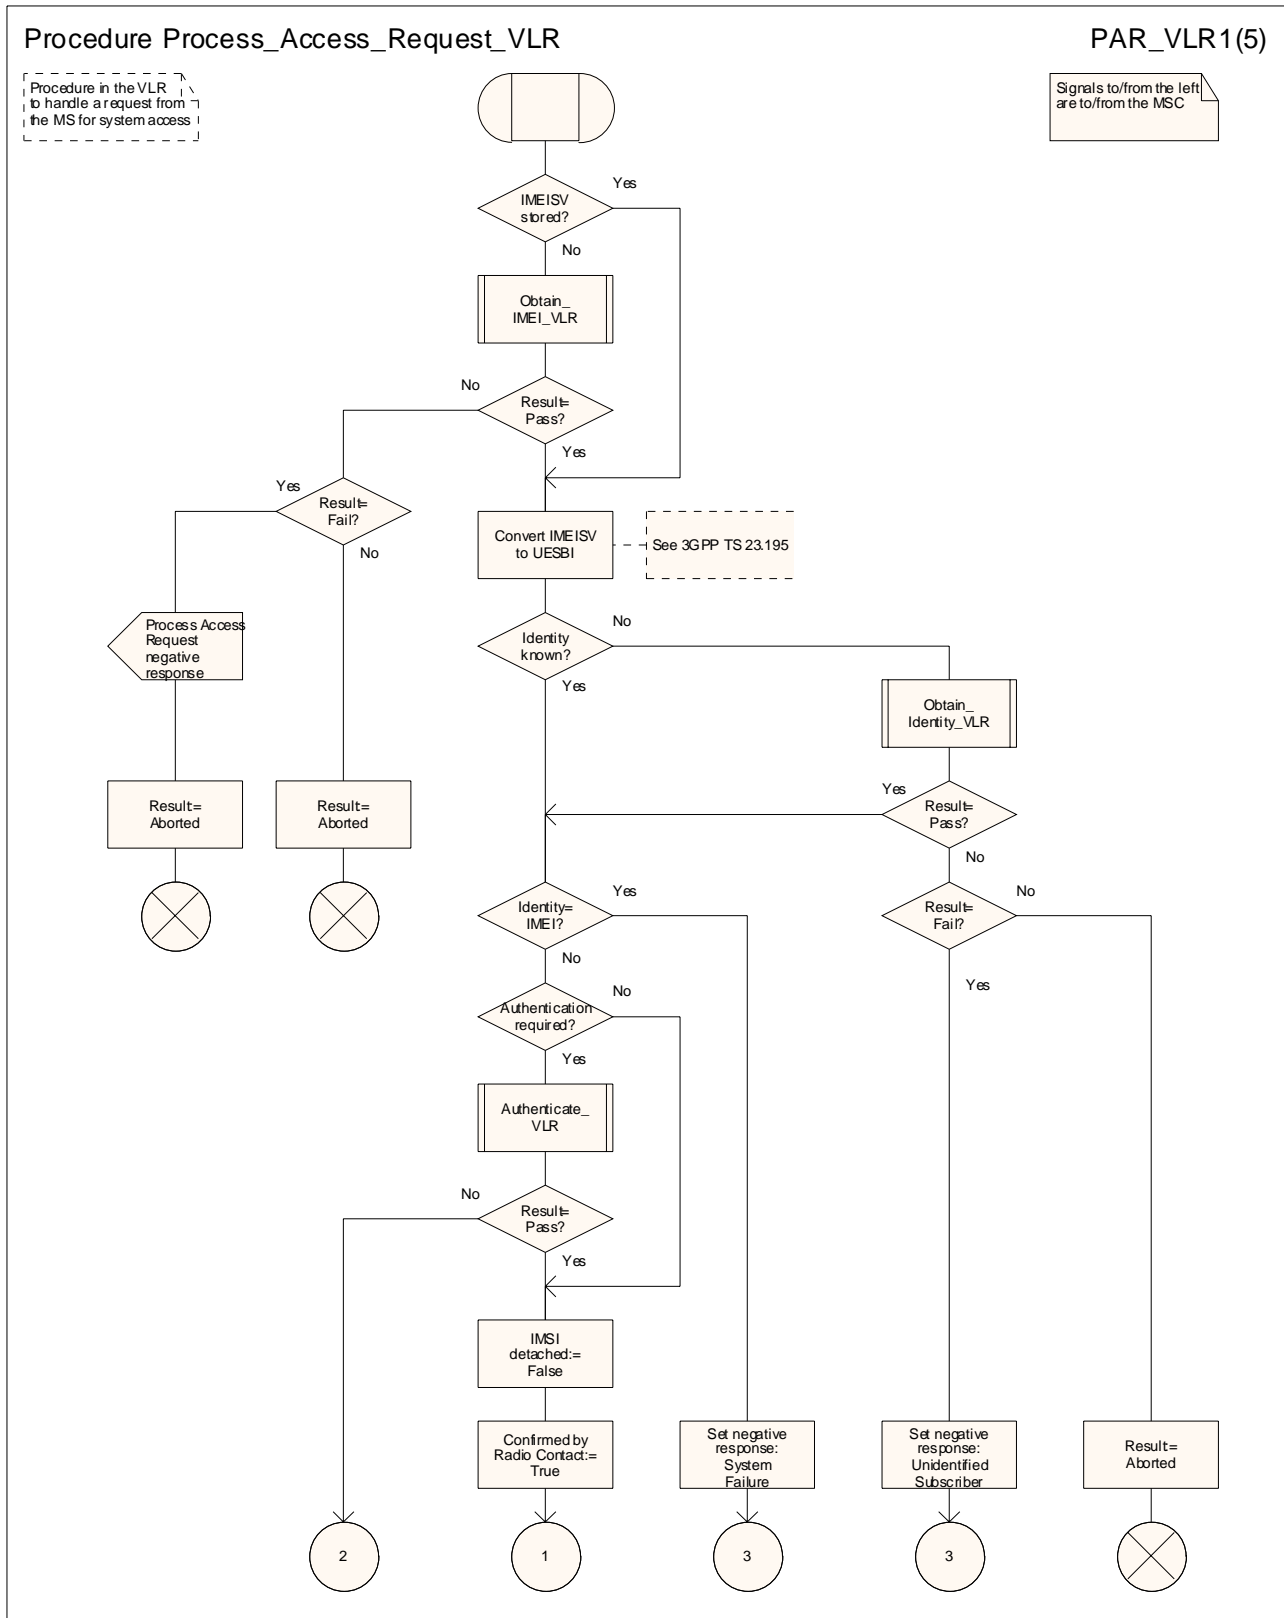 Procedure Process_Access_Request_VLR
PAR_VLR1(5)
Procedure in the VLR
to handle a request from
the MS for system access
Signals to/from the left
are to/from the MSC
Yes
IMEISV
stored?
No
Obtain_
IMEI_VLR
No
Result=
Pass?
Yes
Yes
Result=
Fail?
No
Convert IMEISV
to UESBI
See 3GPP TS 23.195
Process Access
Request
negative
response
Identity
known?
No
Yes
Obtain_
Identity_VLR
Result=
Aborted
Result=
Aborted
Yes
Result=
Pass?
No
Identity=
IMEI?
Yes
No
Result=
Fail?
No
Yes
Authentication
required?
No
Yes
Authenticate_
VLR
No
Result=
Pass?
Yes
IMSI
detached:=
False
Confirmed by
Radio Contact:=
True
Set negative
response:
System
Failure
Set negative
response:
Unidentified
Subscriber
Result=
Aborted
2
1
3
3